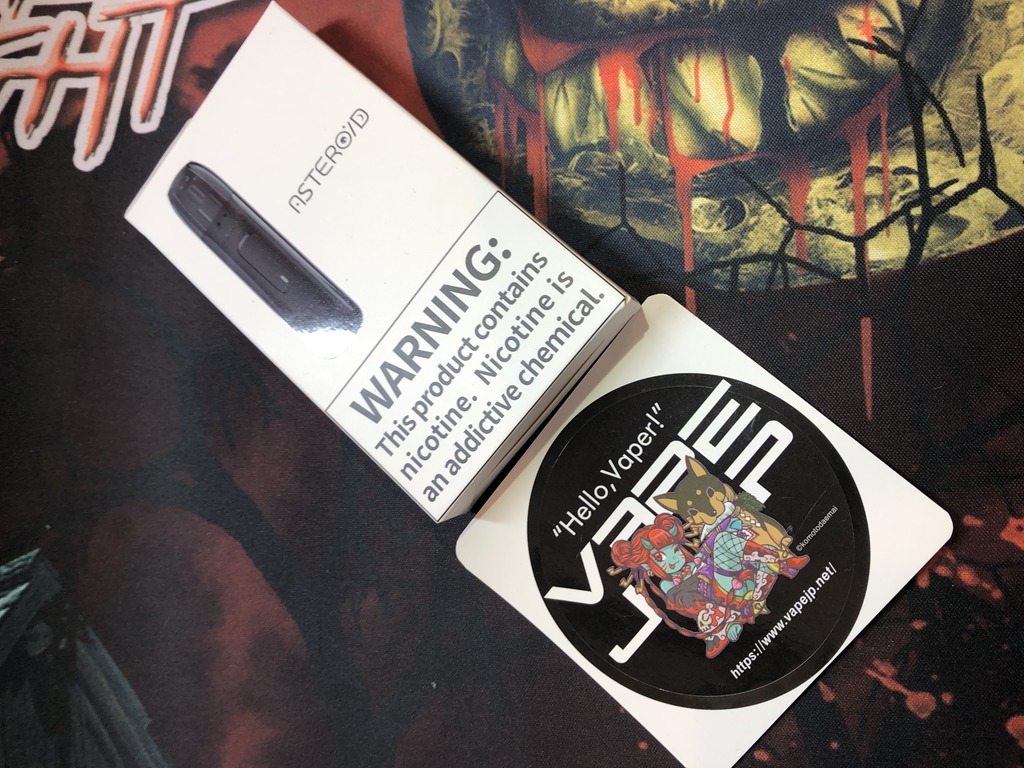 ASTEROID
WARNING:
This product contains
nicotine. Nicotine is
an addictive chemical.
"Hello, Vaper!"
VAPE
JP
©komotodaemai
https://www.vapejp.net/